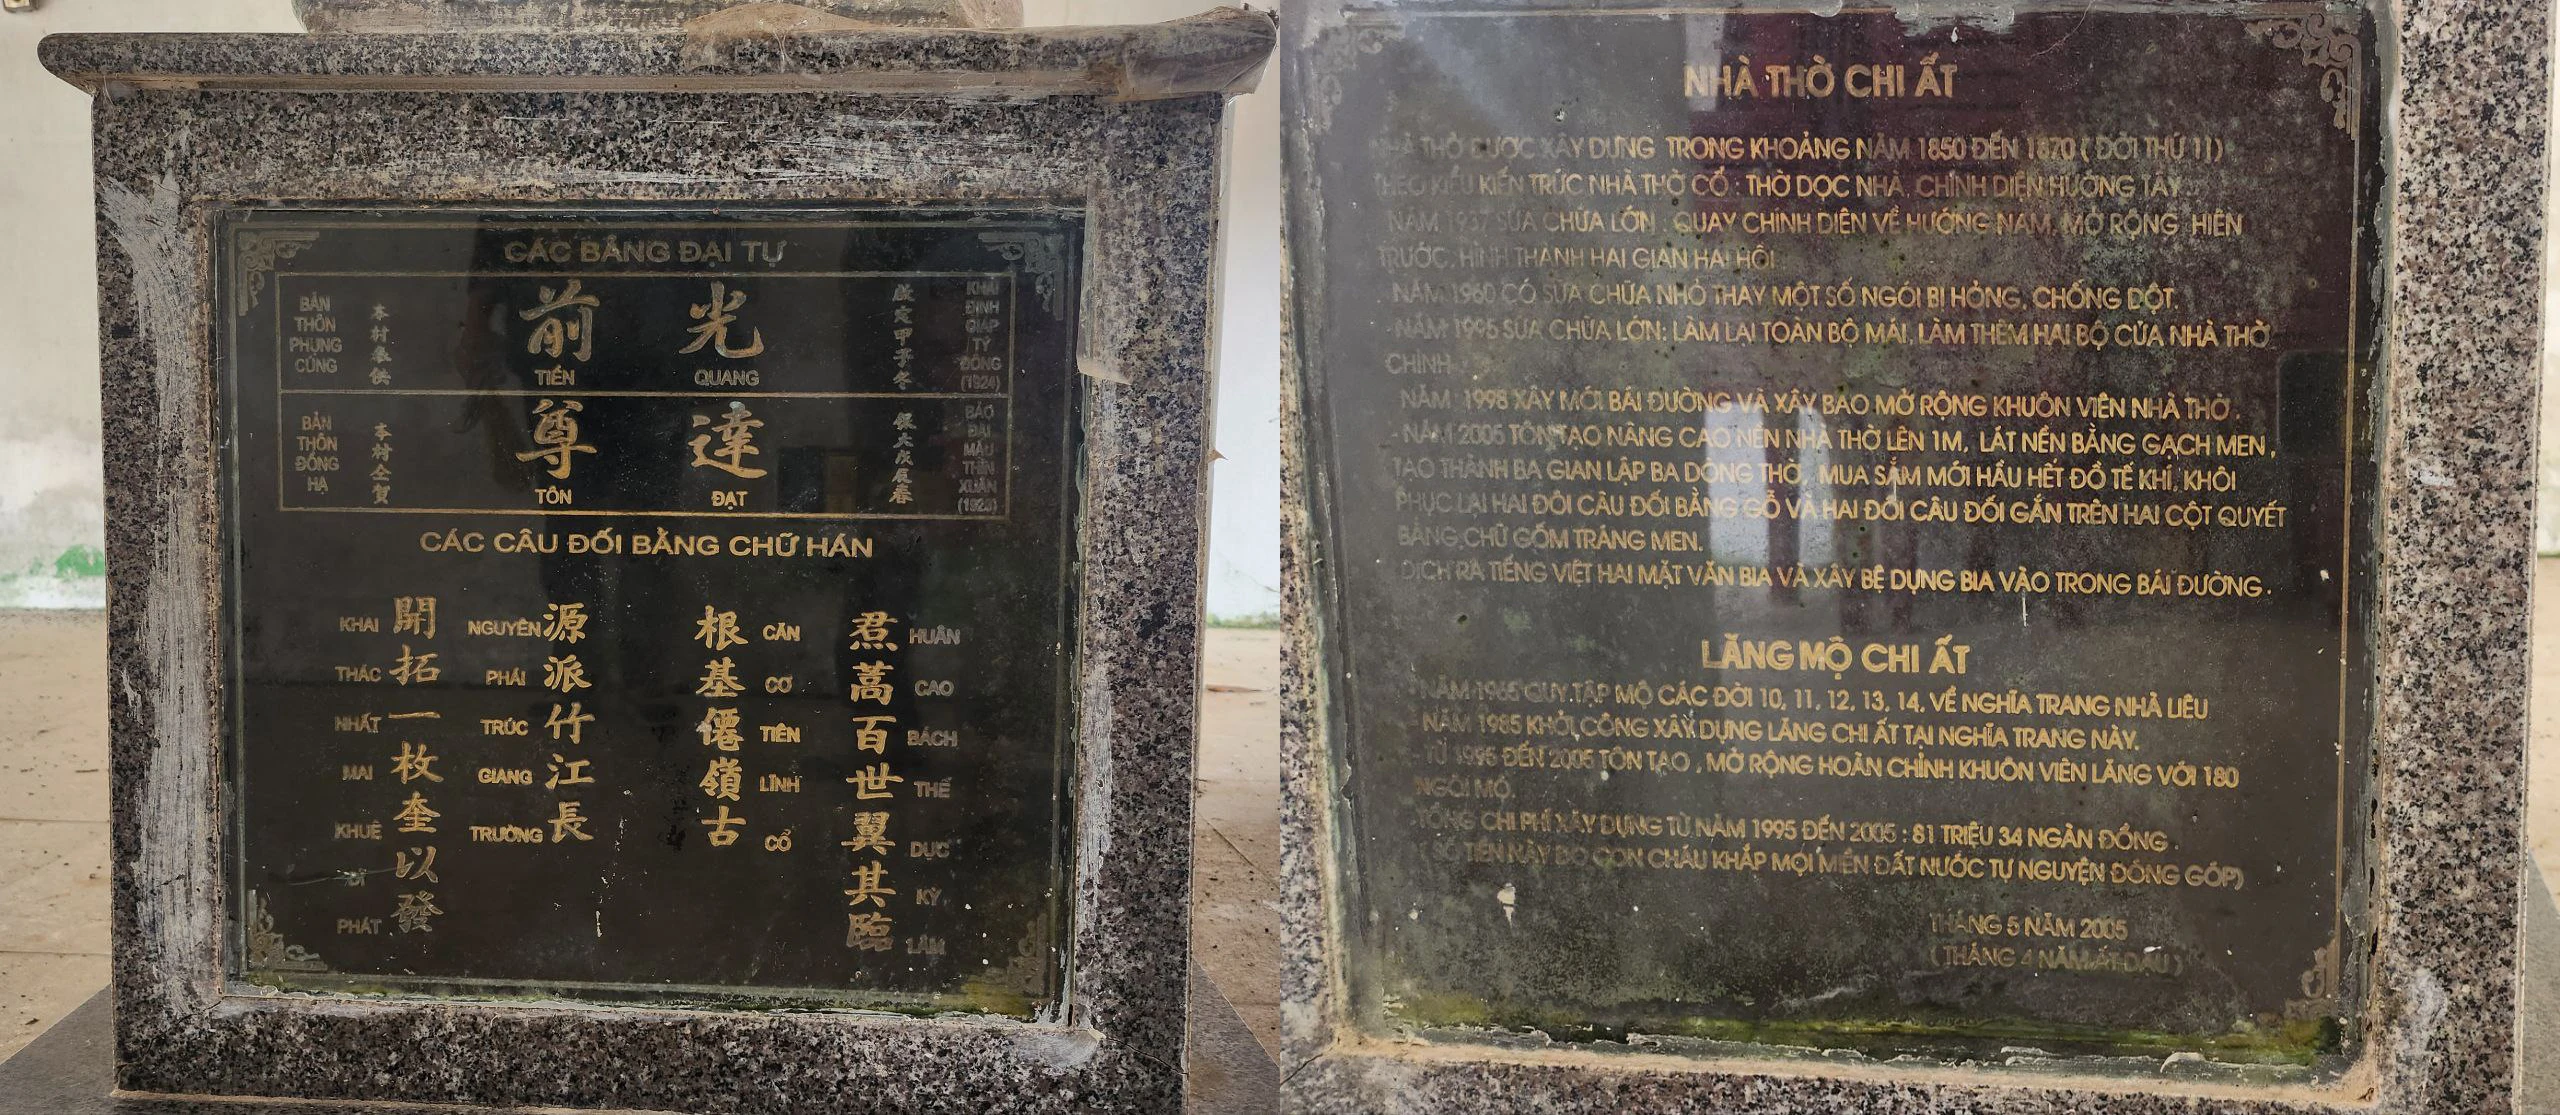 CÁC BẰNG ĐẠI TỰ
BẢN THÔN PHỤNG CÚNG
本村奉供
前 光
TIỀN QUANG
啟定甲子冬
KHẢI ĐỊNH GIÁP TÝ ĐÔNG (1924)
BẢN THÔN ĐỒNG HẠ
本村仝賀
尊 達
TÔN ĐẠT
保大戊辰春
BẢO ĐẠI MẬU THÌN XUÂN (1928)
CÁC CÂU ĐỐI BẰNG CHỮ HÁN
KHAI THÁC NHẤT MAI KHUÊ DĨ PHÁT
開拓一枚奎以發
NGUYÊN PHÁI TRÚC GIANG TRƯỜNG
源派竹江長
根基僊嶺古
CĂN CƠ TIÊN LĨNH CỔ
焄蒿百世翼其臨
HUÂN CAO BÁCH THẾ DỰC KỲ LÂM
NHÀ THỜ CHI ẤT
NHÀ THỜ ĐƯỢC XÂY DỰNG TRONG KHOẢNG NĂM 1850 ĐẾN 1870 ( ĐỜI THỨ 11)
THEO KIỂU KIẾN TRÚC NHÀ THỜ CỔ : THỜ DỌC NHÀ, CHÍNH DIỆN HƯỚNG TÂY
NĂM 1937 SỬA CHỮA LỚN : QUAY CHÍNH DIỆN VỀ HƯỚNG NAM, MỞ RỘNG HIÊN
TRƯỚC, HÌNH THÀNH HAI GIAN HAI HỒI
- NĂM 1960 CÓ SỬA CHỮA NHỎ THAY MỘT SỐ NGÓI BỊ HỎNG, CHỐNG DỘT.
- NĂM 1995 SỬA CHỮA LỚN: LÀM LẠI TOÀN BỘ MÁI, LÀM THÊM HAI BỘ CỬA NHÀ THỜ
CHÍNH
NĂM 1998 XÂY MỚI BÁI ĐƯỜNG VÀ XÂY BAO MỞ RỘNG KHUÔN VIÊN NHÀ THỜ .
- NĂM 2005 TÔN TẠO NÂNG CAO NỀN NHÀ THỜ LÊN 1M, LÁT NỀN BẰNG GẠCH MEN ,
TẠO THÀNH BA GIAN LẬP BA DÒNG THỜ, MUA SẮM MỚI HẦU HẾT ĐỒ TẾ KHÍ, KHÔI
PHỤC LẠI HAI ĐÔI CÂU ĐỐI BẰNG GỖ VÀ HAI ĐÔI CÂU ĐỐI GẮN TRÊN HAI CỘT QUYẾT
BẰNG CHỮ GỐM TRÁNG MEN.
DỊCH RA TIẾNG VIỆT HAI MẶT VĂN BIA VÀ XÂY BỆ DỰNG BIA VÀO TRONG BÁI ĐƯỜNG .
LĂNG MỘ CHI ẤT
- NĂM 1965 QUY TẬP MỘ CÁC ĐỜI 10, 11, 12, 13, 14, VỀ NGHĨA TRANG NHÀ LIÊU
- NĂM 1985 KHỞI CÔNG XÂY DỰNG LĂNG CHI ẤT TẠI NGHĨA TRANG NÀY.
- TỪ 1995 ĐẾN 2005 TÔN TẠO , MỞ RỘNG HOÀN CHỈNH KHUÔN VIÊN LĂNG VỚI 180
NGÔI MỘ.
TỔNG CHI PHÍ XÂY DỰNG TỪ NĂM 1995 ĐẾN 2005 : 81 TRIỆU 34 NGÀN ĐỒNG .
( SỐ TIỀN NÀY DO CON CHÁU KHẮP MỌI MIỀN ĐẤT NƯỚC TỰ NGUYỆN ĐÓNG GÓP)
THÁNG 5 NĂM 2005
( THÁNG 4 NĂM ẤT DẬU )